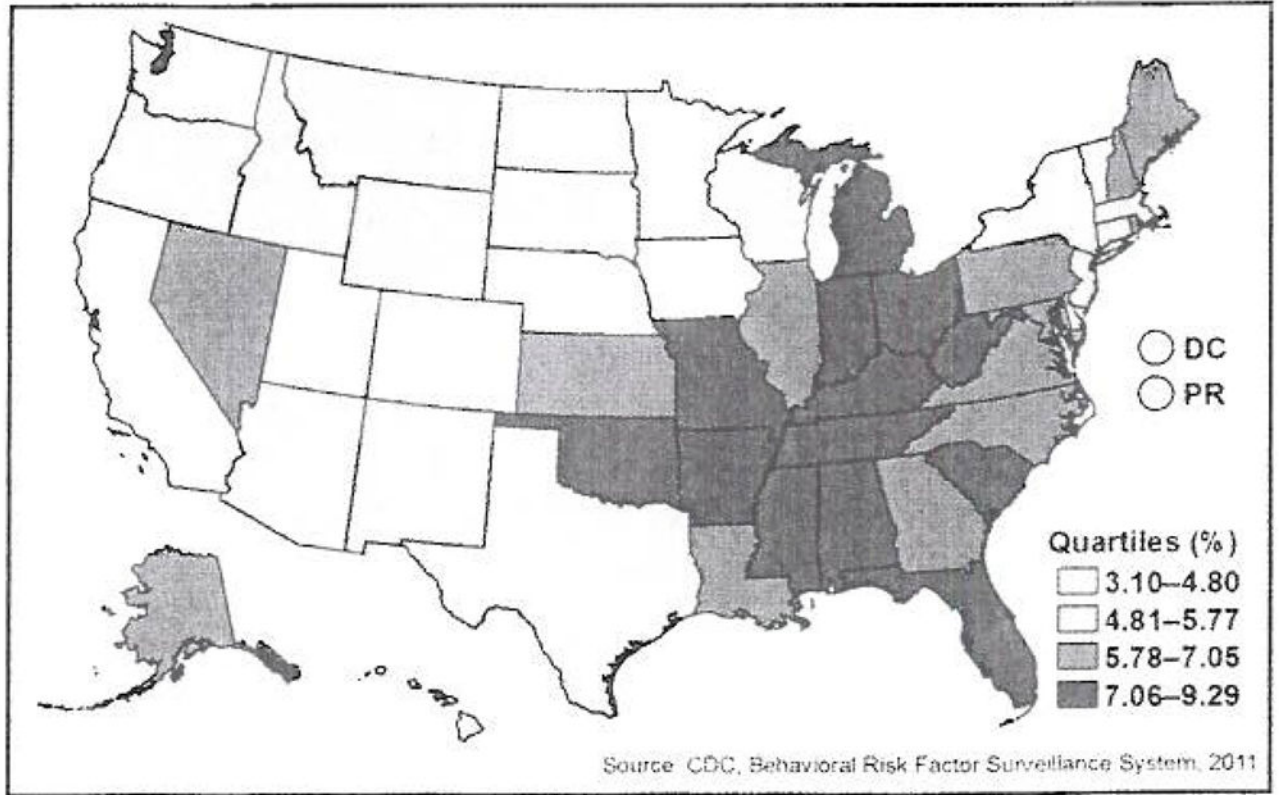 DC
PR
Quartiles (%)
3.10–4.80
4.81–5.77
5.78–7.05
7.06–9.29
Source: CDC, Behavioral Risk Factor Surveillance System, 2011